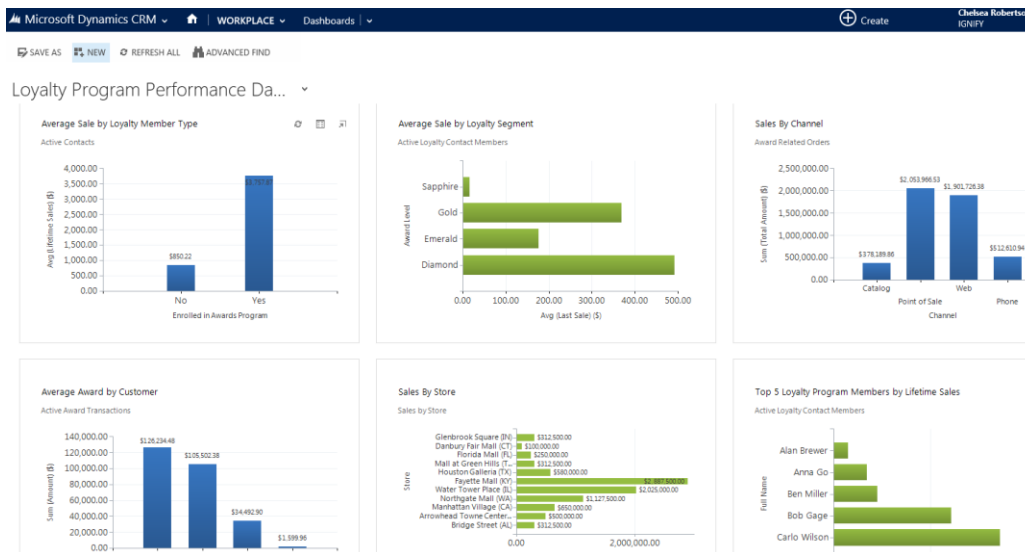 Microsoft Dynamics CRM WORKPLACE Dashboards Create Chelsea Robertso
IGNIFY
SAVE AS NEW REFRESH ALL ADVANCED FIND
Loyalty Program Performance Da...
Average Sale by Loyalty Member Type
Active Contacts
4,000.00
3,500.00
3,000.00
2,500.00
2,000.00
1,500.00
1,000.00
500.00
0.00
Avg (Lifetime Sales) ($)
$850.22
No Yes
Enrolled in Awards Program
Average Sale by Loyalty Segment
Active Loyalty Contact Members
Award Level
Sapphire
Gold
Emerald
Diamond
0.00 100.00 200.00 300.00 400.00 500.00
Avg (Last Sale) ($)
Sales By Channel
Award Related Orders
2,500,000.00
2,000,000.00
1,500,000.00
1,000,000.00
500,000.00
0.00
Sum (Total Amount) ($)
$378,189.86 $2,053,966.53 $1,901,726.38 $512,610.94
Catalog Web
Point of Sale Phone
Channel
Average Award by Customer
Active Award Transactions
140,000.00
120,000.00
100,000.00
80,000.00
60,000.00
40,000.00
20,000.00
0.00
Sum (Amount) ($)
$126,234.48
$105,502.38
$34,492.90
$1,599.96
Sales By Store
Sales by Store
Store
Glenbrook Square (IN) $312,500.00
Danbury Fair Mall (CT) $100,000.00
Florida Mall (FL) $250,000.00
Mall at Green Hills (T... $312,500.00
Houston Galleria (TX) $580,000.00
Fayette Mall (KY) $2,887,500.00
Water Tower Place (IL) $2,025,000.00
Northgate Mall (WA) $1,127,500.00
Manhattan Village (CA) $650,000.00
Arrowhead Towne Center... $500,000.00
Bridge Street (AL) $312,500.00
0.00 2,000,000.00
Top 5 Loyalty Program Members by Lifetime Sales
Active Loyalty Contact Members
Full Name
Alan Brewer
Anna Go
Ben Miller
Bob Gage
Carlo Wilson